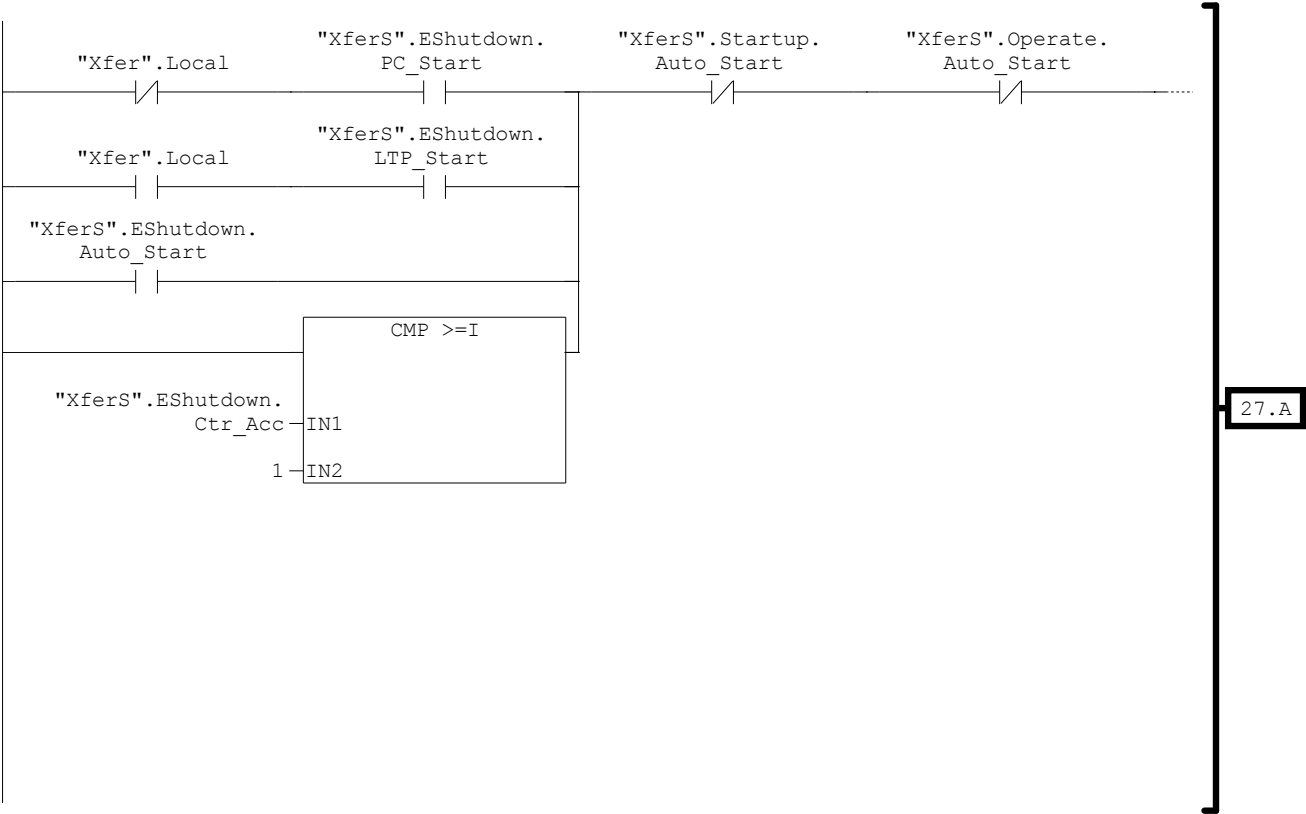 "XferS".EShutdown.
"XferS".Startup.
"XferS".Operate.
"Xfer".Local
PC_Start
Auto_Start
Auto_Start
"XferS".EShutdown.
"Xfer".Local
LTP_Start
"XferS".EShutdown.
Auto_Start
CMP >=I
"XferS".EShutdown.
Ctr_Acc
IN1
27.A
1
IN2